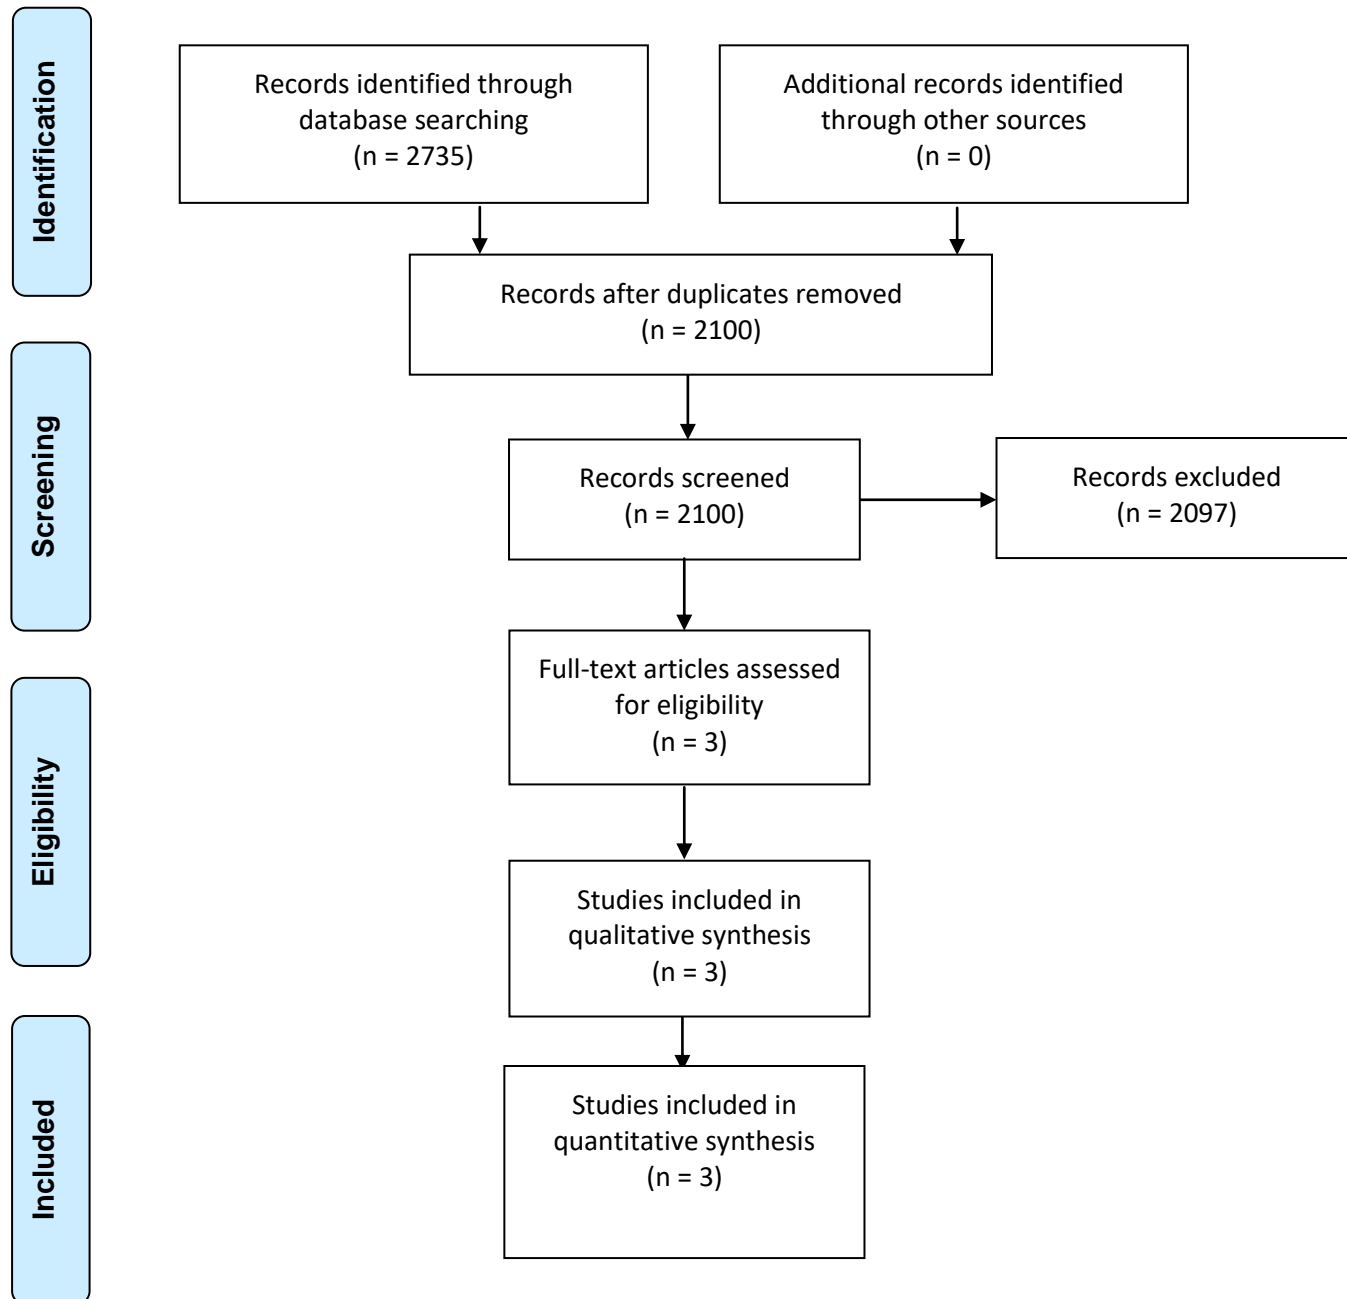 Identification
Records identified through
database searching
(n = 2735)
Additional records identified
through other sources
(n = 0)
Records after duplicates removed
(n = 2100)
Screening
Records screened
(n = 2100)
Records excluded
(n = 2097)
Full-text articles assessed
for eligibility
(n = 3)
Eligibility
Studies included in
qualitative synthesis
(n = 3)
Included
Studies included in
quantitative synthesis
(n = 3)